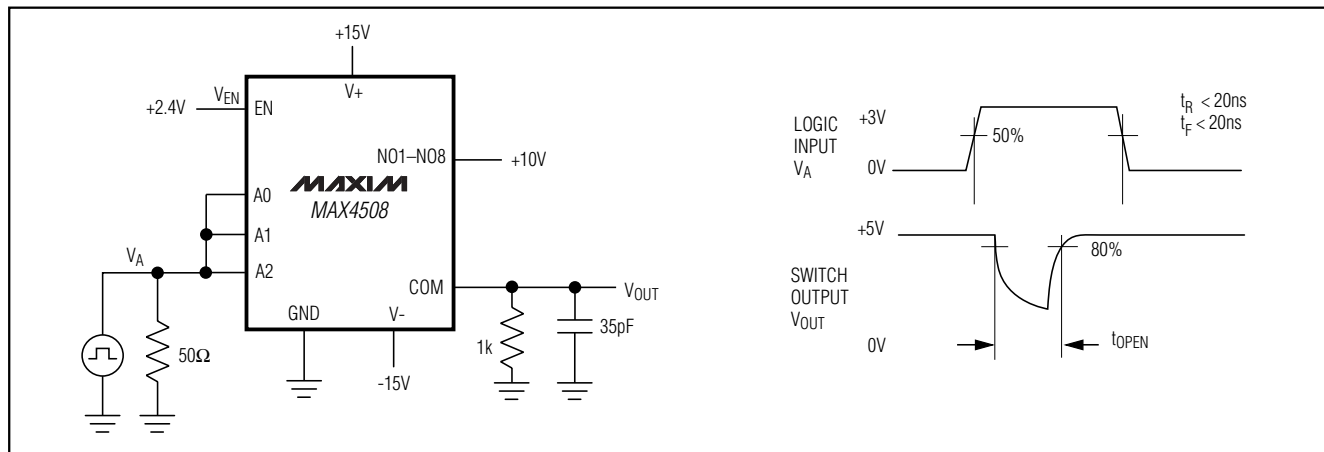 +15V
V+
+2.4V
VEN
EN
NO1–NO8
+10V
MAXIM
MAX4508
A0
A1
A2
VA
COM
VOUT
GND
V-
50Ω
1k
35pF
-15V
LOGIC
INPUT
VA
+3V
0V
50%
tR < 20ns
tF < 20ns
+5V
80%
SWITCH
OUTPUT
VOUT
0V
tOPEN